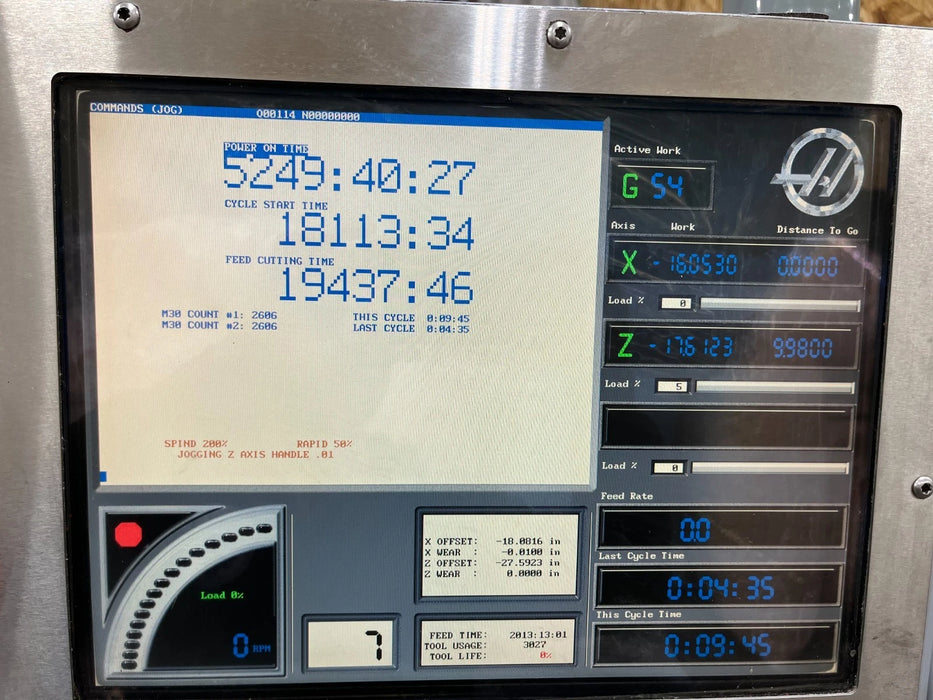 COMMANDS (JOG) O00114 N00000000
POWER ON TIME
5249:40:27
CYCLE START TIME
18113:34
FEED CUTTING TIME
19437:46
M30 COUNT #1: 2606 THIS CYCLE 0:09:45
M30 COUNT #2: 2606 LAST CYCLE 0:04:35
SPIND 200% RAPID 50%
JOGGING Z AXIS HANDLE .01
Load 0%
0 RPM
7
X OFFSET: -18.0816 in
X WEAR : -0.0100 in
Z OFFSET: -27.5923 in
Z WEAR : 0.0000 in
FEED TIME: 2013:13:01
TOOL USAGE: 3027
TOOL LIFE: 0%
Active Work
G 54
Axis Work Distance To Go
X -16.0530 0.0000
Load % 0
Z -17.6123 9.9800
Load % 5
Load % 0
Feed Rate
0.0
Last Cycle Time
0:04:35
This Cycle Time
0:09:45